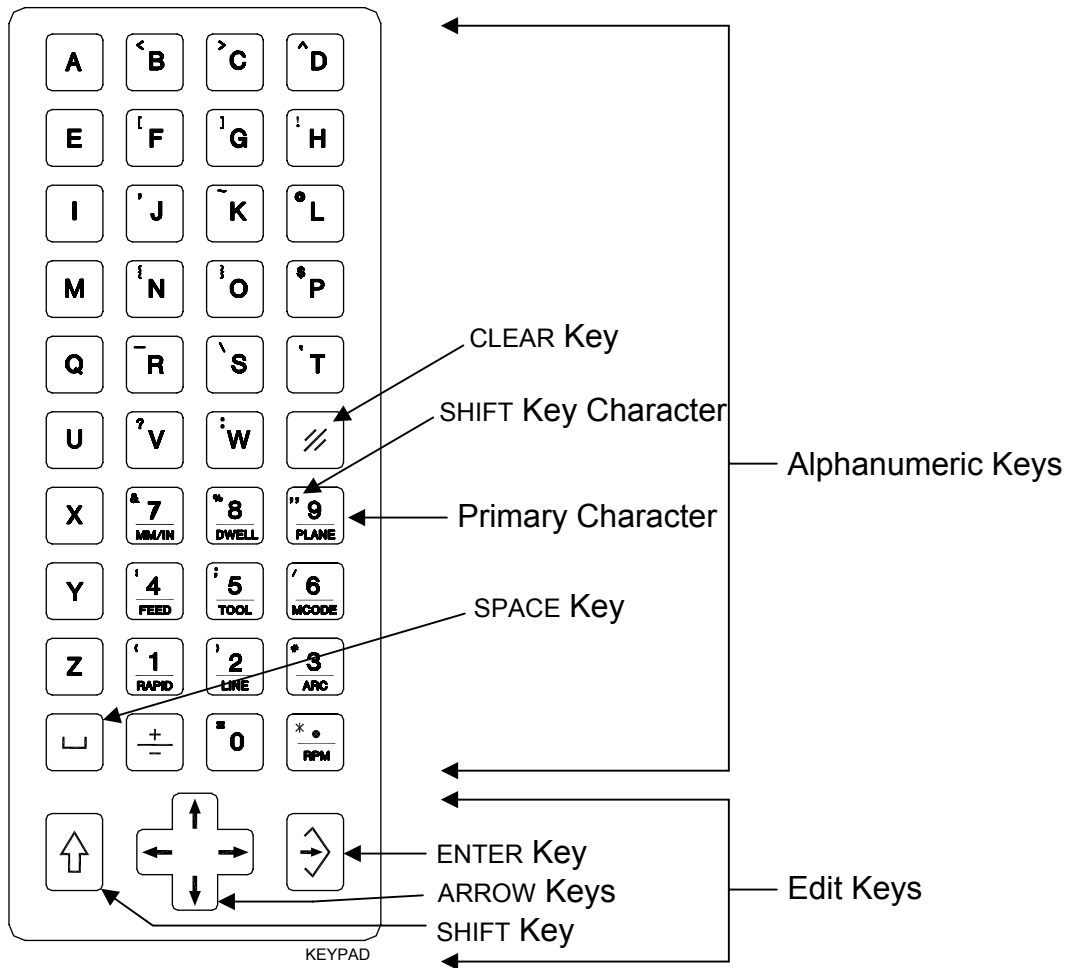 A < B > C ^ D
E [ F ] G ! H
I ' J ~ K ° L
M { N } O $ P
Q _ R \ S ' T
CLEAR Key
U ? V : W
SHIFT Key Character
Alphanumeric Keys
X & 7 % 8 ,, 9
MM/IN DWELL PLANE
Primary Character
Y 4 ; 5 / 6
FEED TOOL MCODE
SPACE Key
Z ( 1 ) 2 # 3
RAPID LINE ARC
+ = 0 * .
− RPM
ENTER Key
ARROW Keys
Edit Keys
SHIFT Key
KEYPAD